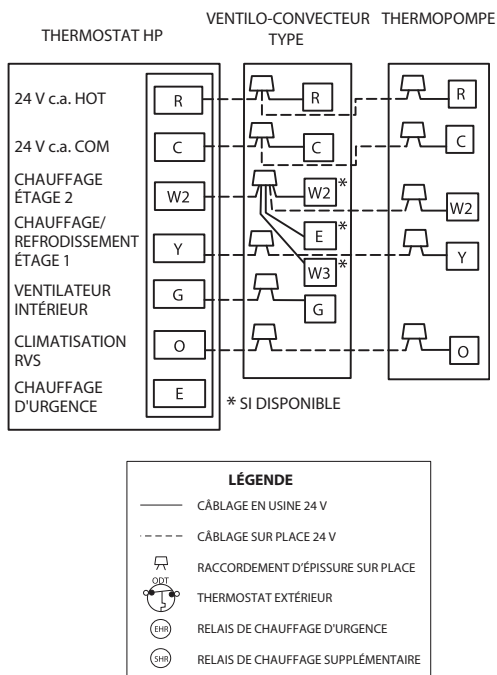 THERMOSTAT HP
VENTILO-CONVECTEUR
TYPE
THERMOPOMPE
24 V c.a. HOT
R
R
R
24 V c.a. COM
C
C
C
CHAUFFAGE
ÉTAGE 2
W2
W2 *
W2
E *
W3 *
CHAUFFAGE/
REFRODISSEMENT
ÉTAGE 1
Y
Y
VENTILATEUR
INTÉRIEUR
G
G
CLIMATISATION
RVS
O
O
CHAUFFAGE
D'URGENCE
E
* SI DISPONIBLE
LÉGENDE
CÂBLAGE EN USINE 24 V
CÂBLAGE SUR PLACE 24 V
RACCORDEMENT D'ÉPISSURE SUR PLACE
ODT
THERMOSTAT EXTÉRIEUR
EHR
RELAIS DE CHAUFFAGE D'URGENCE
SHR
RELAIS DE CHAUFFAGE SUPPLÉMENTAIRE